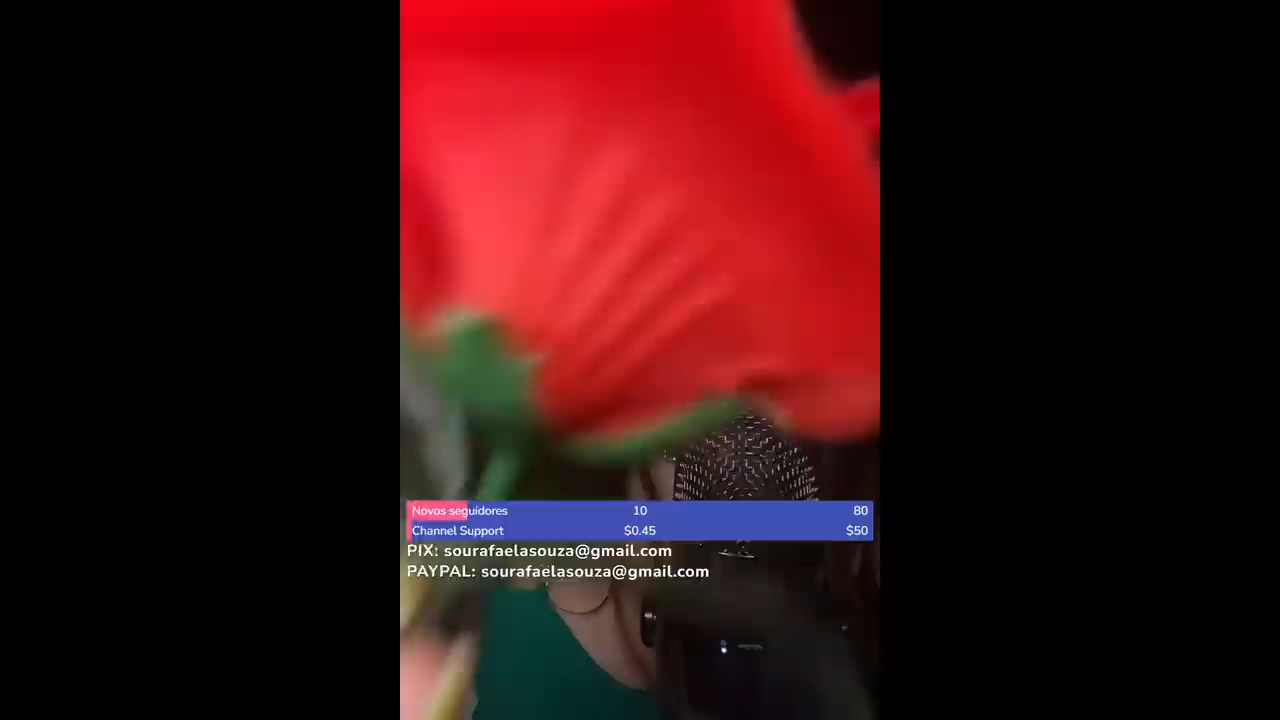 Novos seguidores 10 80
Channel Support $0.45 $50
PIX: sourafaelasouza@gmail.com
PAYPAL: sourafaelasouza@gmail.com